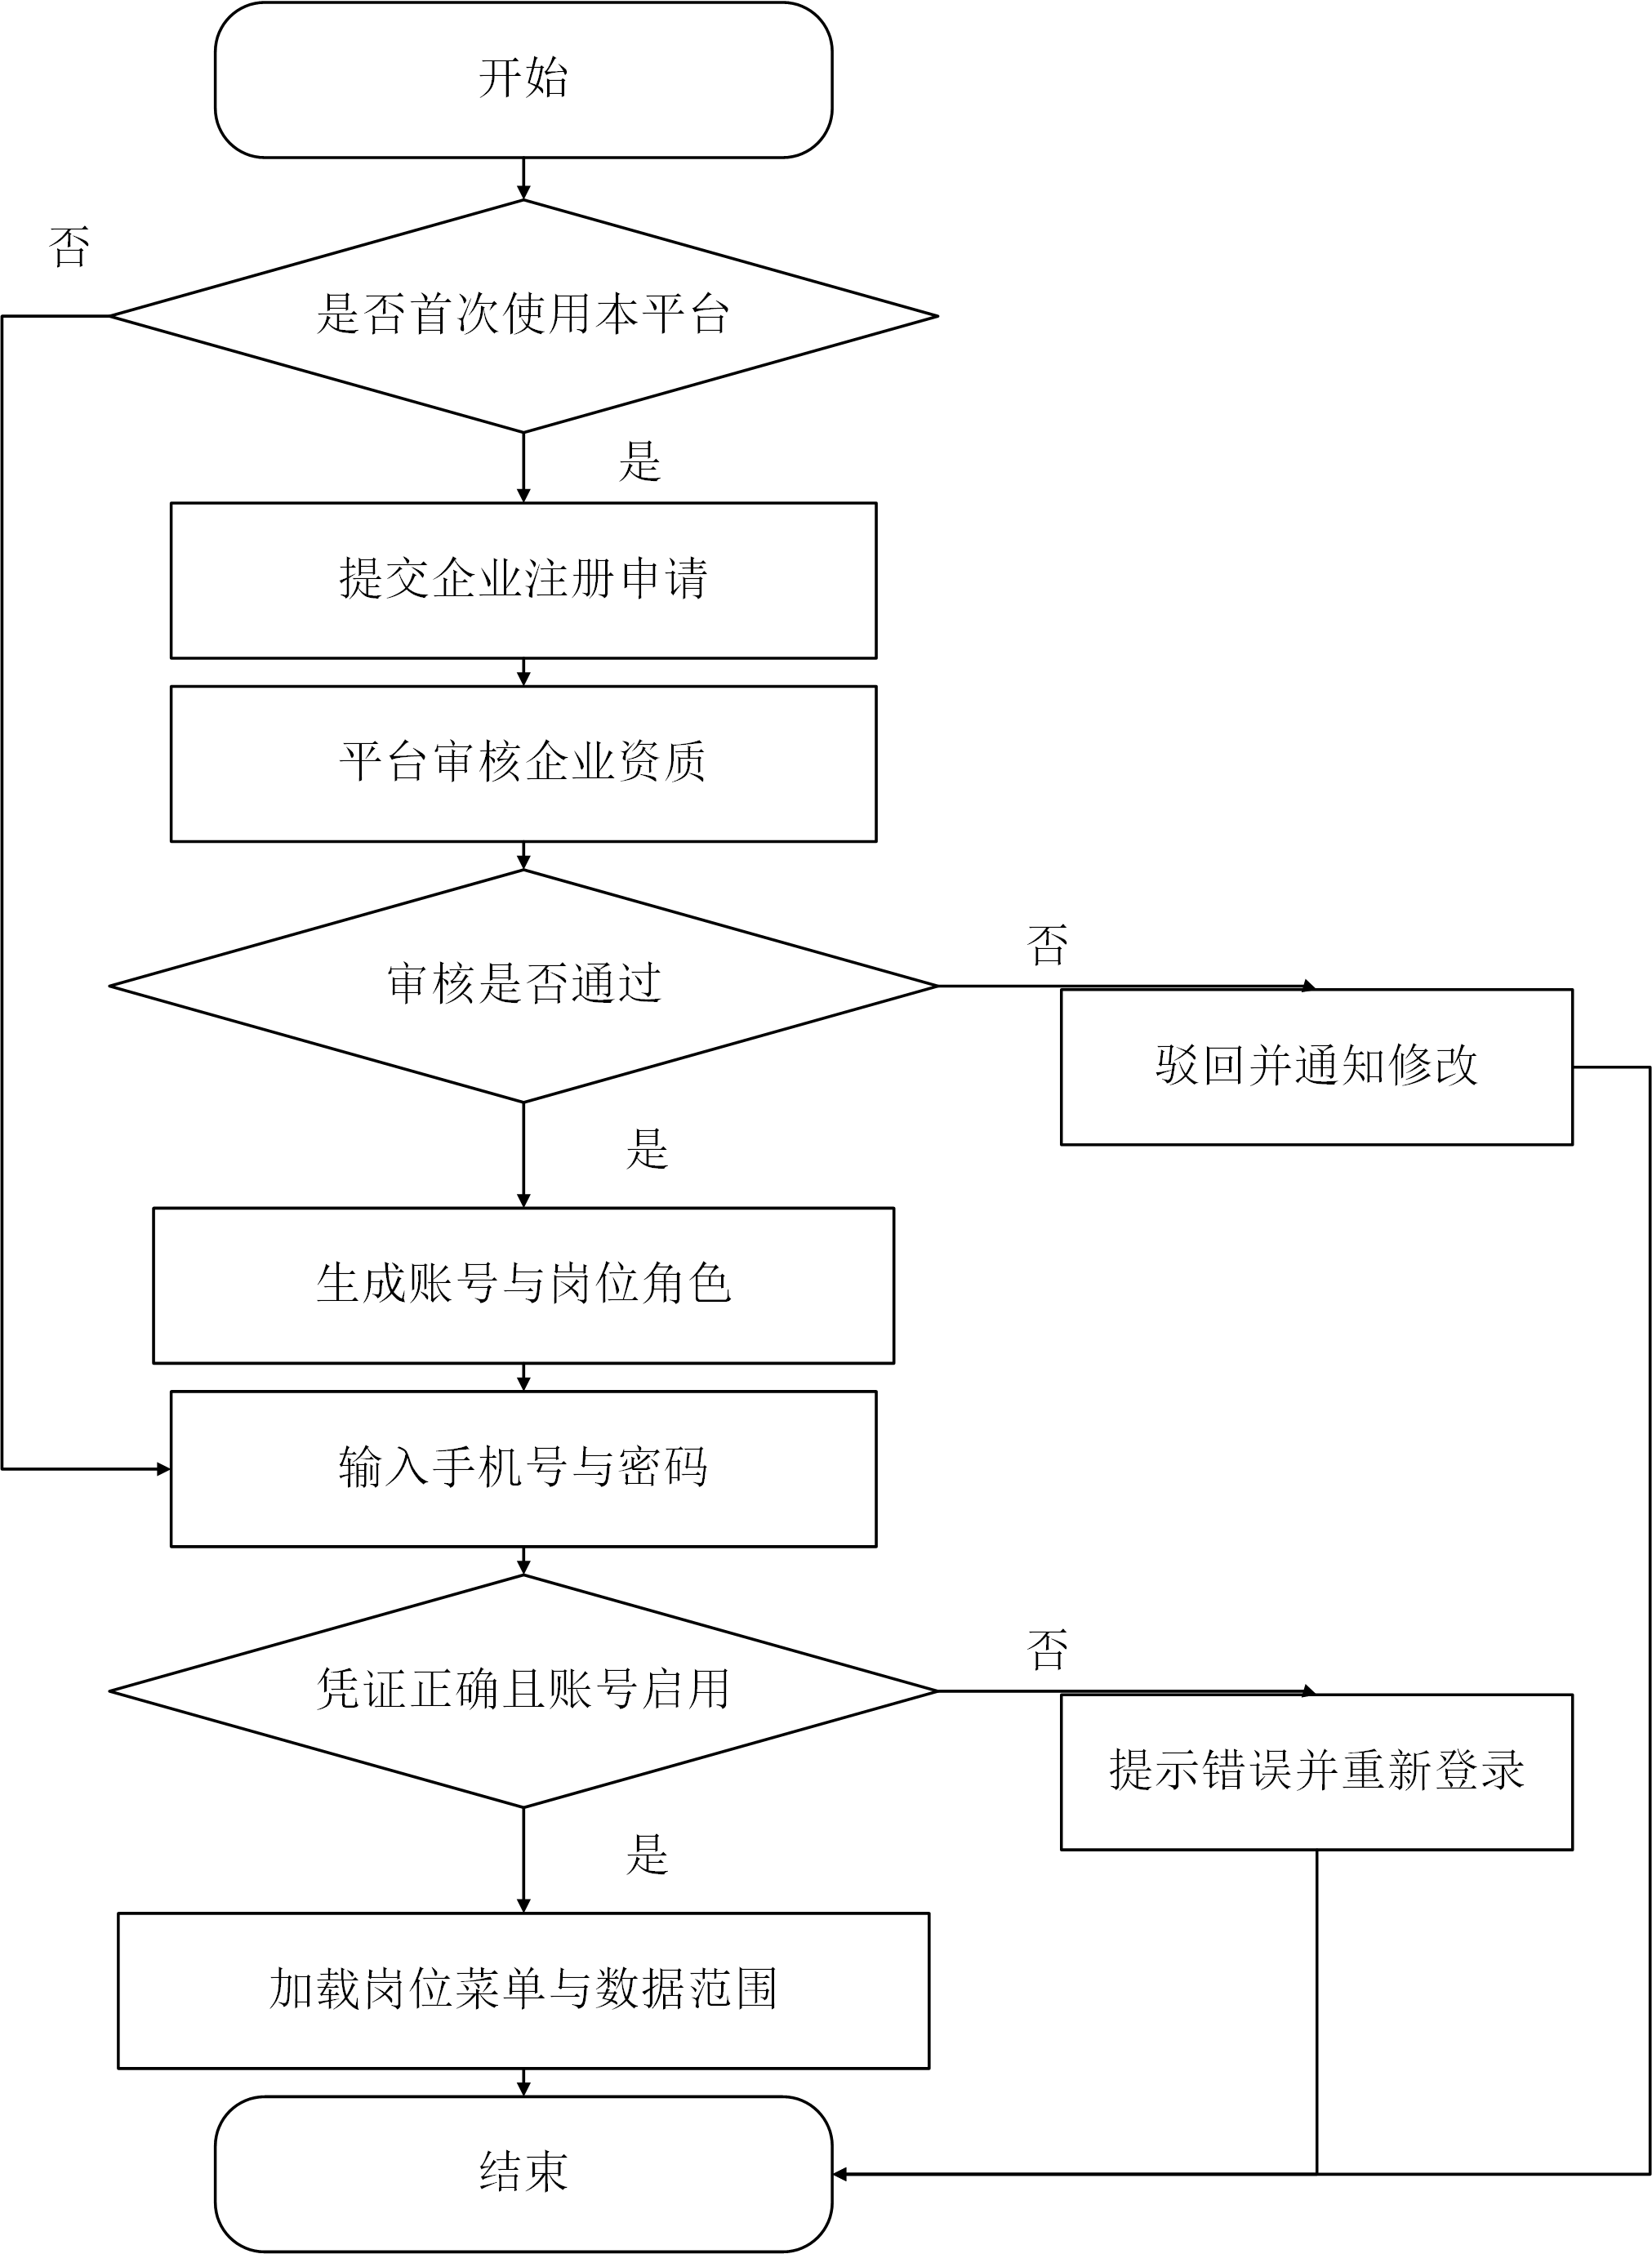 开始
否
是否首次使用本平台
是
提交企业注册申请
平台审核企业资质
审核是否通过
否
驳回并通知修改
是
生成账号与岗位角色
输入手机号与密码
凭证正确且账号启用
否
提示错误并重新登录
是
加载岗位菜单与数据范围
结束